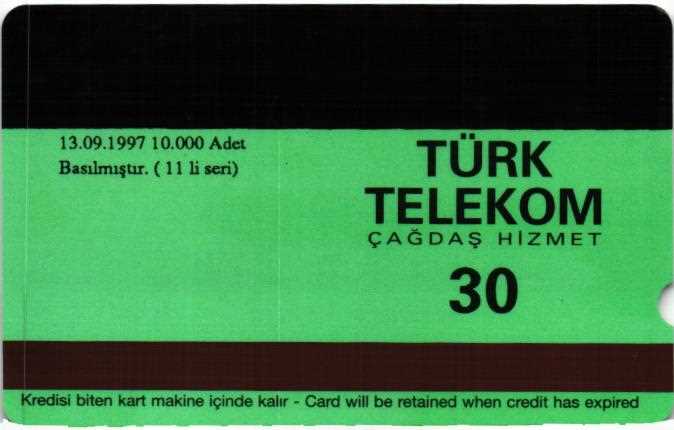 13.09.1997 10.000 Adet
Basılmıştır. ( 11 li seri)
TÜRK
TELEKOM
ÇAĞDAŞ HİZMET
30
Kredisi biten kart makine içinde kalır - Card will be retained when credit has expired